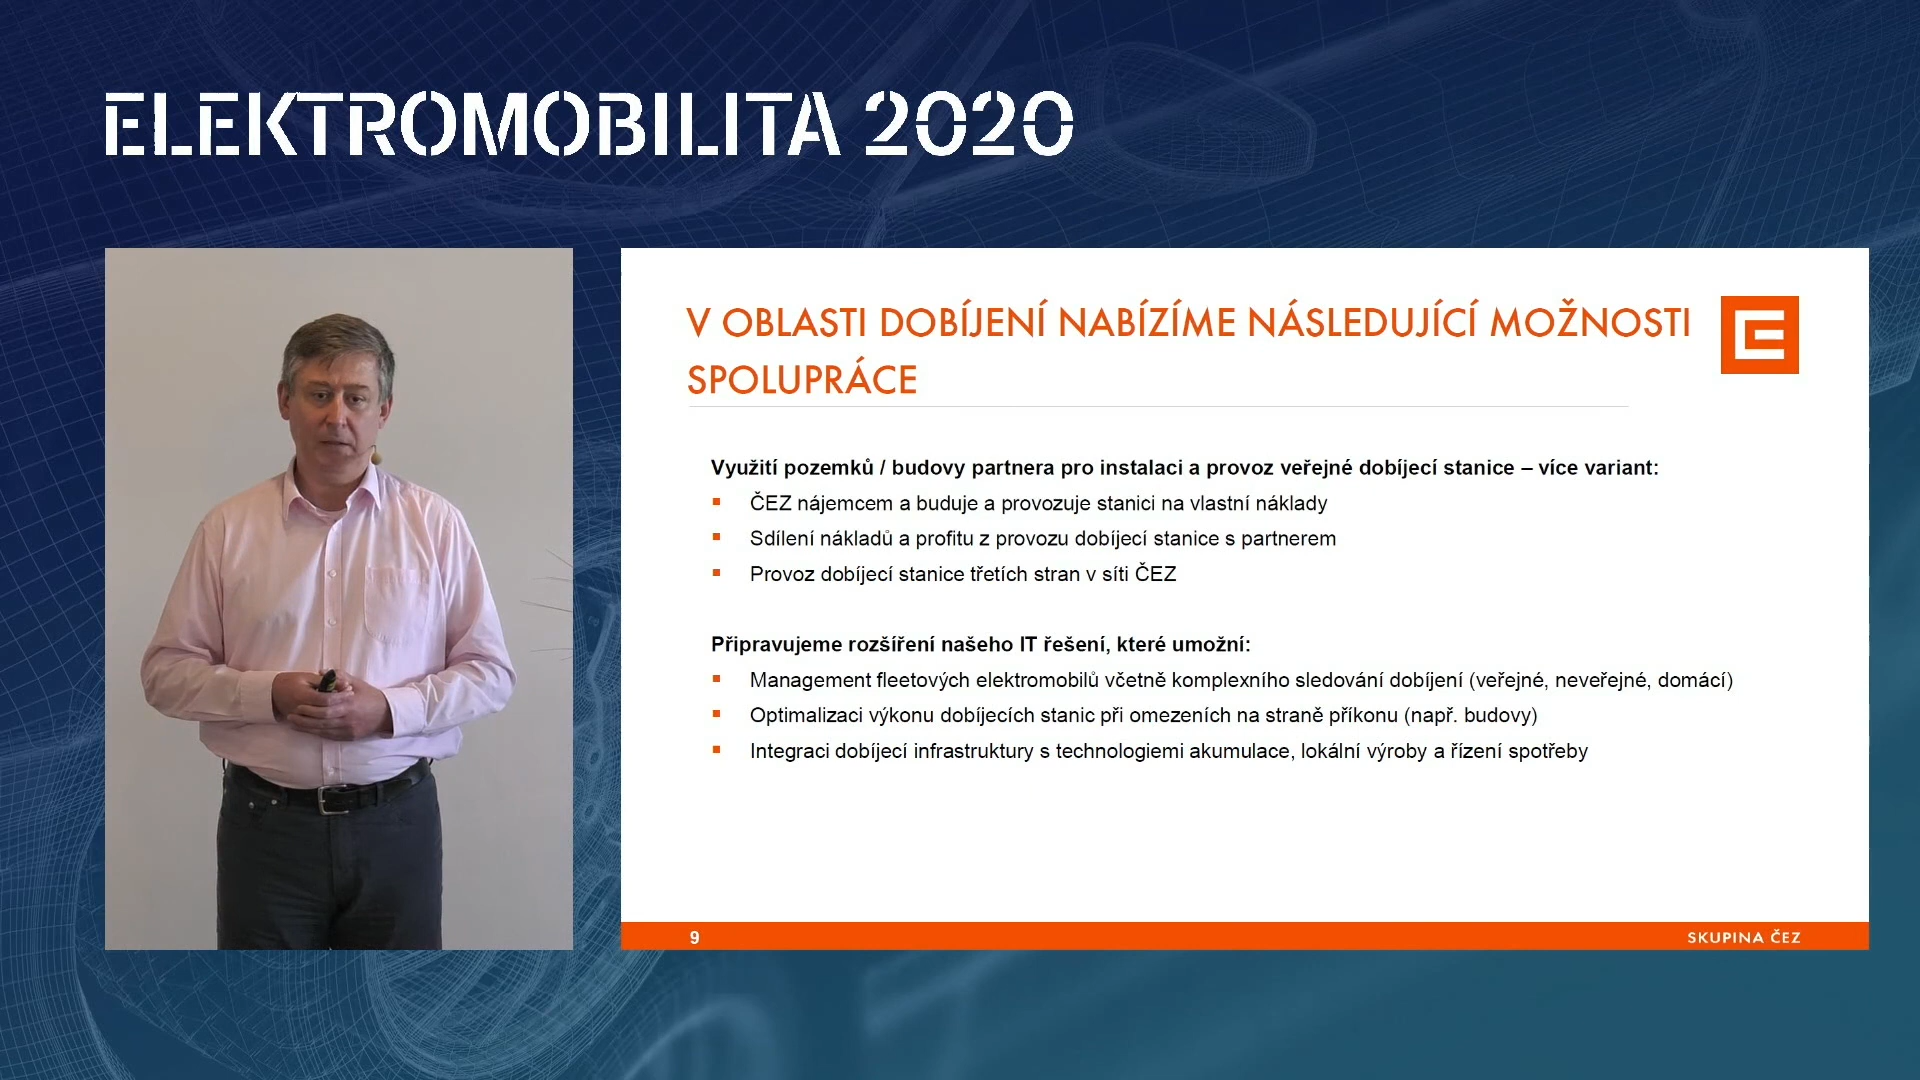 ELEKTROMOBILITA 2020
V OBLASTI DOBÍJENÍ NABÍZÍME NÁSLEDUJÍCÍ MOŽNOSTI
SPOLUPRÁCE
Využití pozemků / budovy partnera pro instalaci a provoz veřejné dobíjecí stanice – více variant:
ČEZ nájemcem a buduje a provozuje stanici na vlastní náklady
Sdílení nákladů a profitu z provozu dobíjecí stanice s partnerem
Provoz dobíjecí stanice třetích stran v síti ČEZ
Připravujeme rozšíření našeho IT řešení, které umožní:
Management fleetových elektromobilů včetně komplexního sledování dobíjení (veřejné, neveřejné, domácí)
Optimalizaci výkonu dobíjecích stanic při omezeních na straně příkonu (např. budovy)
Integraci dobíjecí infrastruktury s technologiemi akumulace, lokální výroby a řízení spotřeby
9
SKUPINA ČEZ